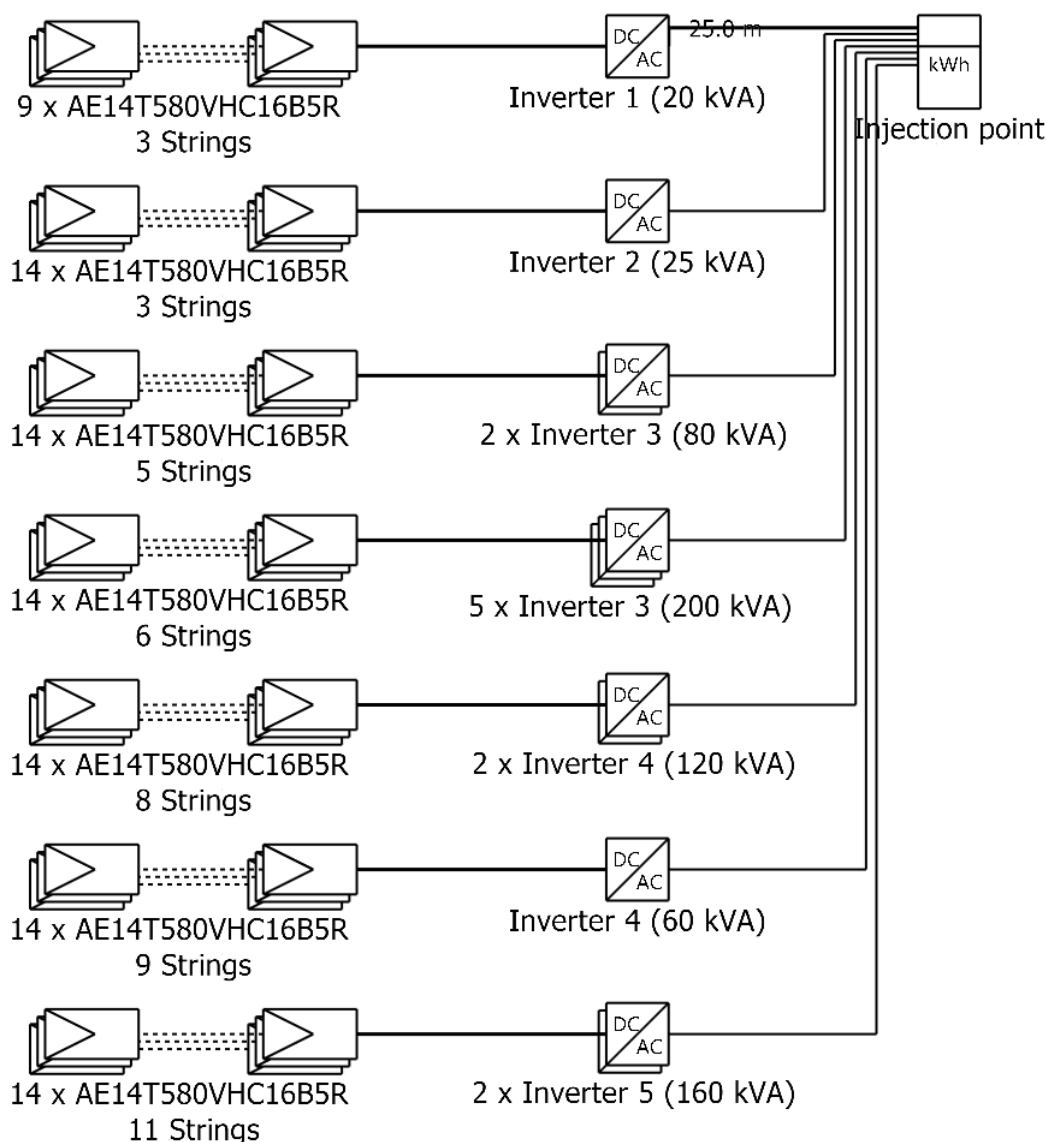 DC
AC
25.0 m
kWh
9 x AE14T580VHC16B5R
3 Strings
Inverter 1 (20 kVA)
Injection point
DC
AC
14 x AE14T580VHC16B5R
3 Strings
Inverter 2 (25 kVA)
DC
AC
14 x AE14T580VHC16B5R
5 Strings
2 x Inverter 3 (80 kVA)
DC
AC
14 x AE14T580VHC16B5R
6 Strings
5 x Inverter 3 (200 kVA)
DC
AC
14 x AE14T580VHC16B5R
8 Strings
2 x Inverter 4 (120 kVA)
DC
AC
14 x AE14T580VHC16B5R
9 Strings
Inverter 4 (60 kVA)
DC
AC
14 x AE14T580VHC16B5R
11 Strings
2 x Inverter 5 (160 kVA)